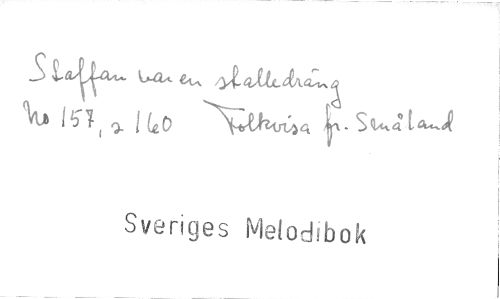 Staffan var en stalledräng
No 157, 2 160 Folkvisa fr. Småland
Sveriges Melodibok